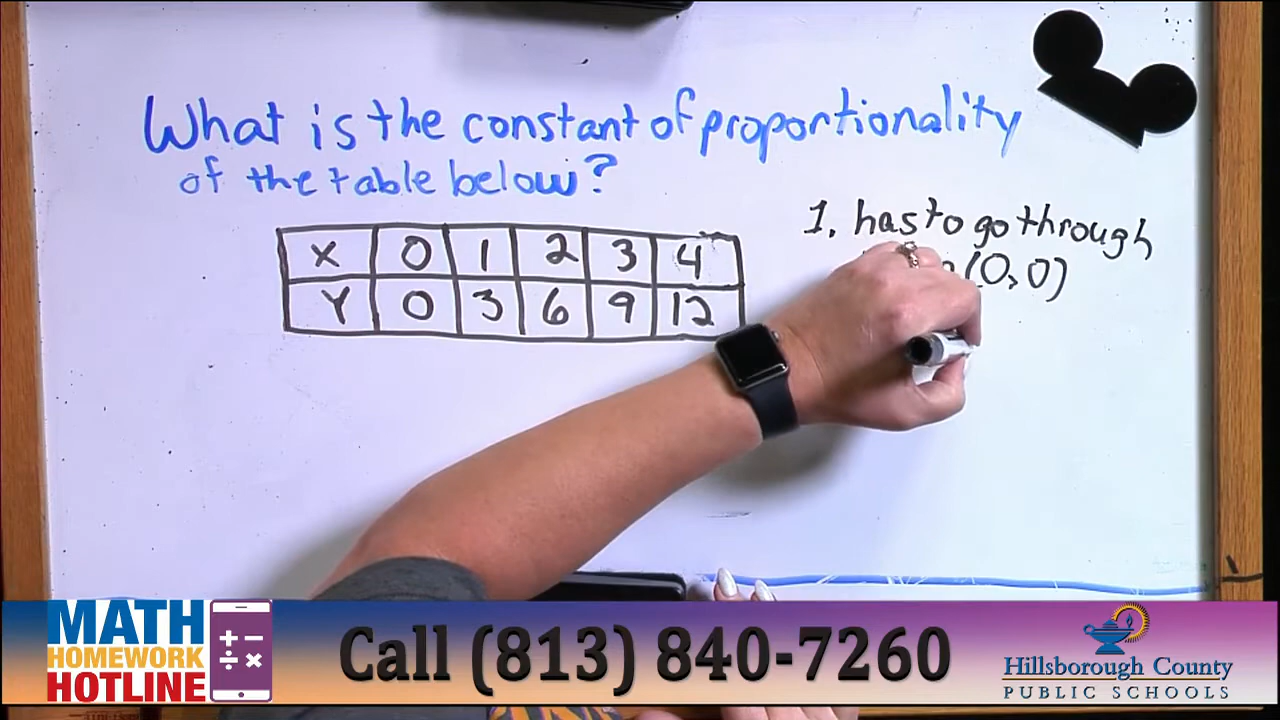 What is the constant of proportionality
of the table below?
X 0 1 2 3 4
Y 0 3 6 9 12
1. has to go through
(0,0)
MATH
HOMEWORK
HOTLINE
+ −
÷ ×
Call (813) 840-7260
Hillsborough County
PUBLIC SCHOOLS